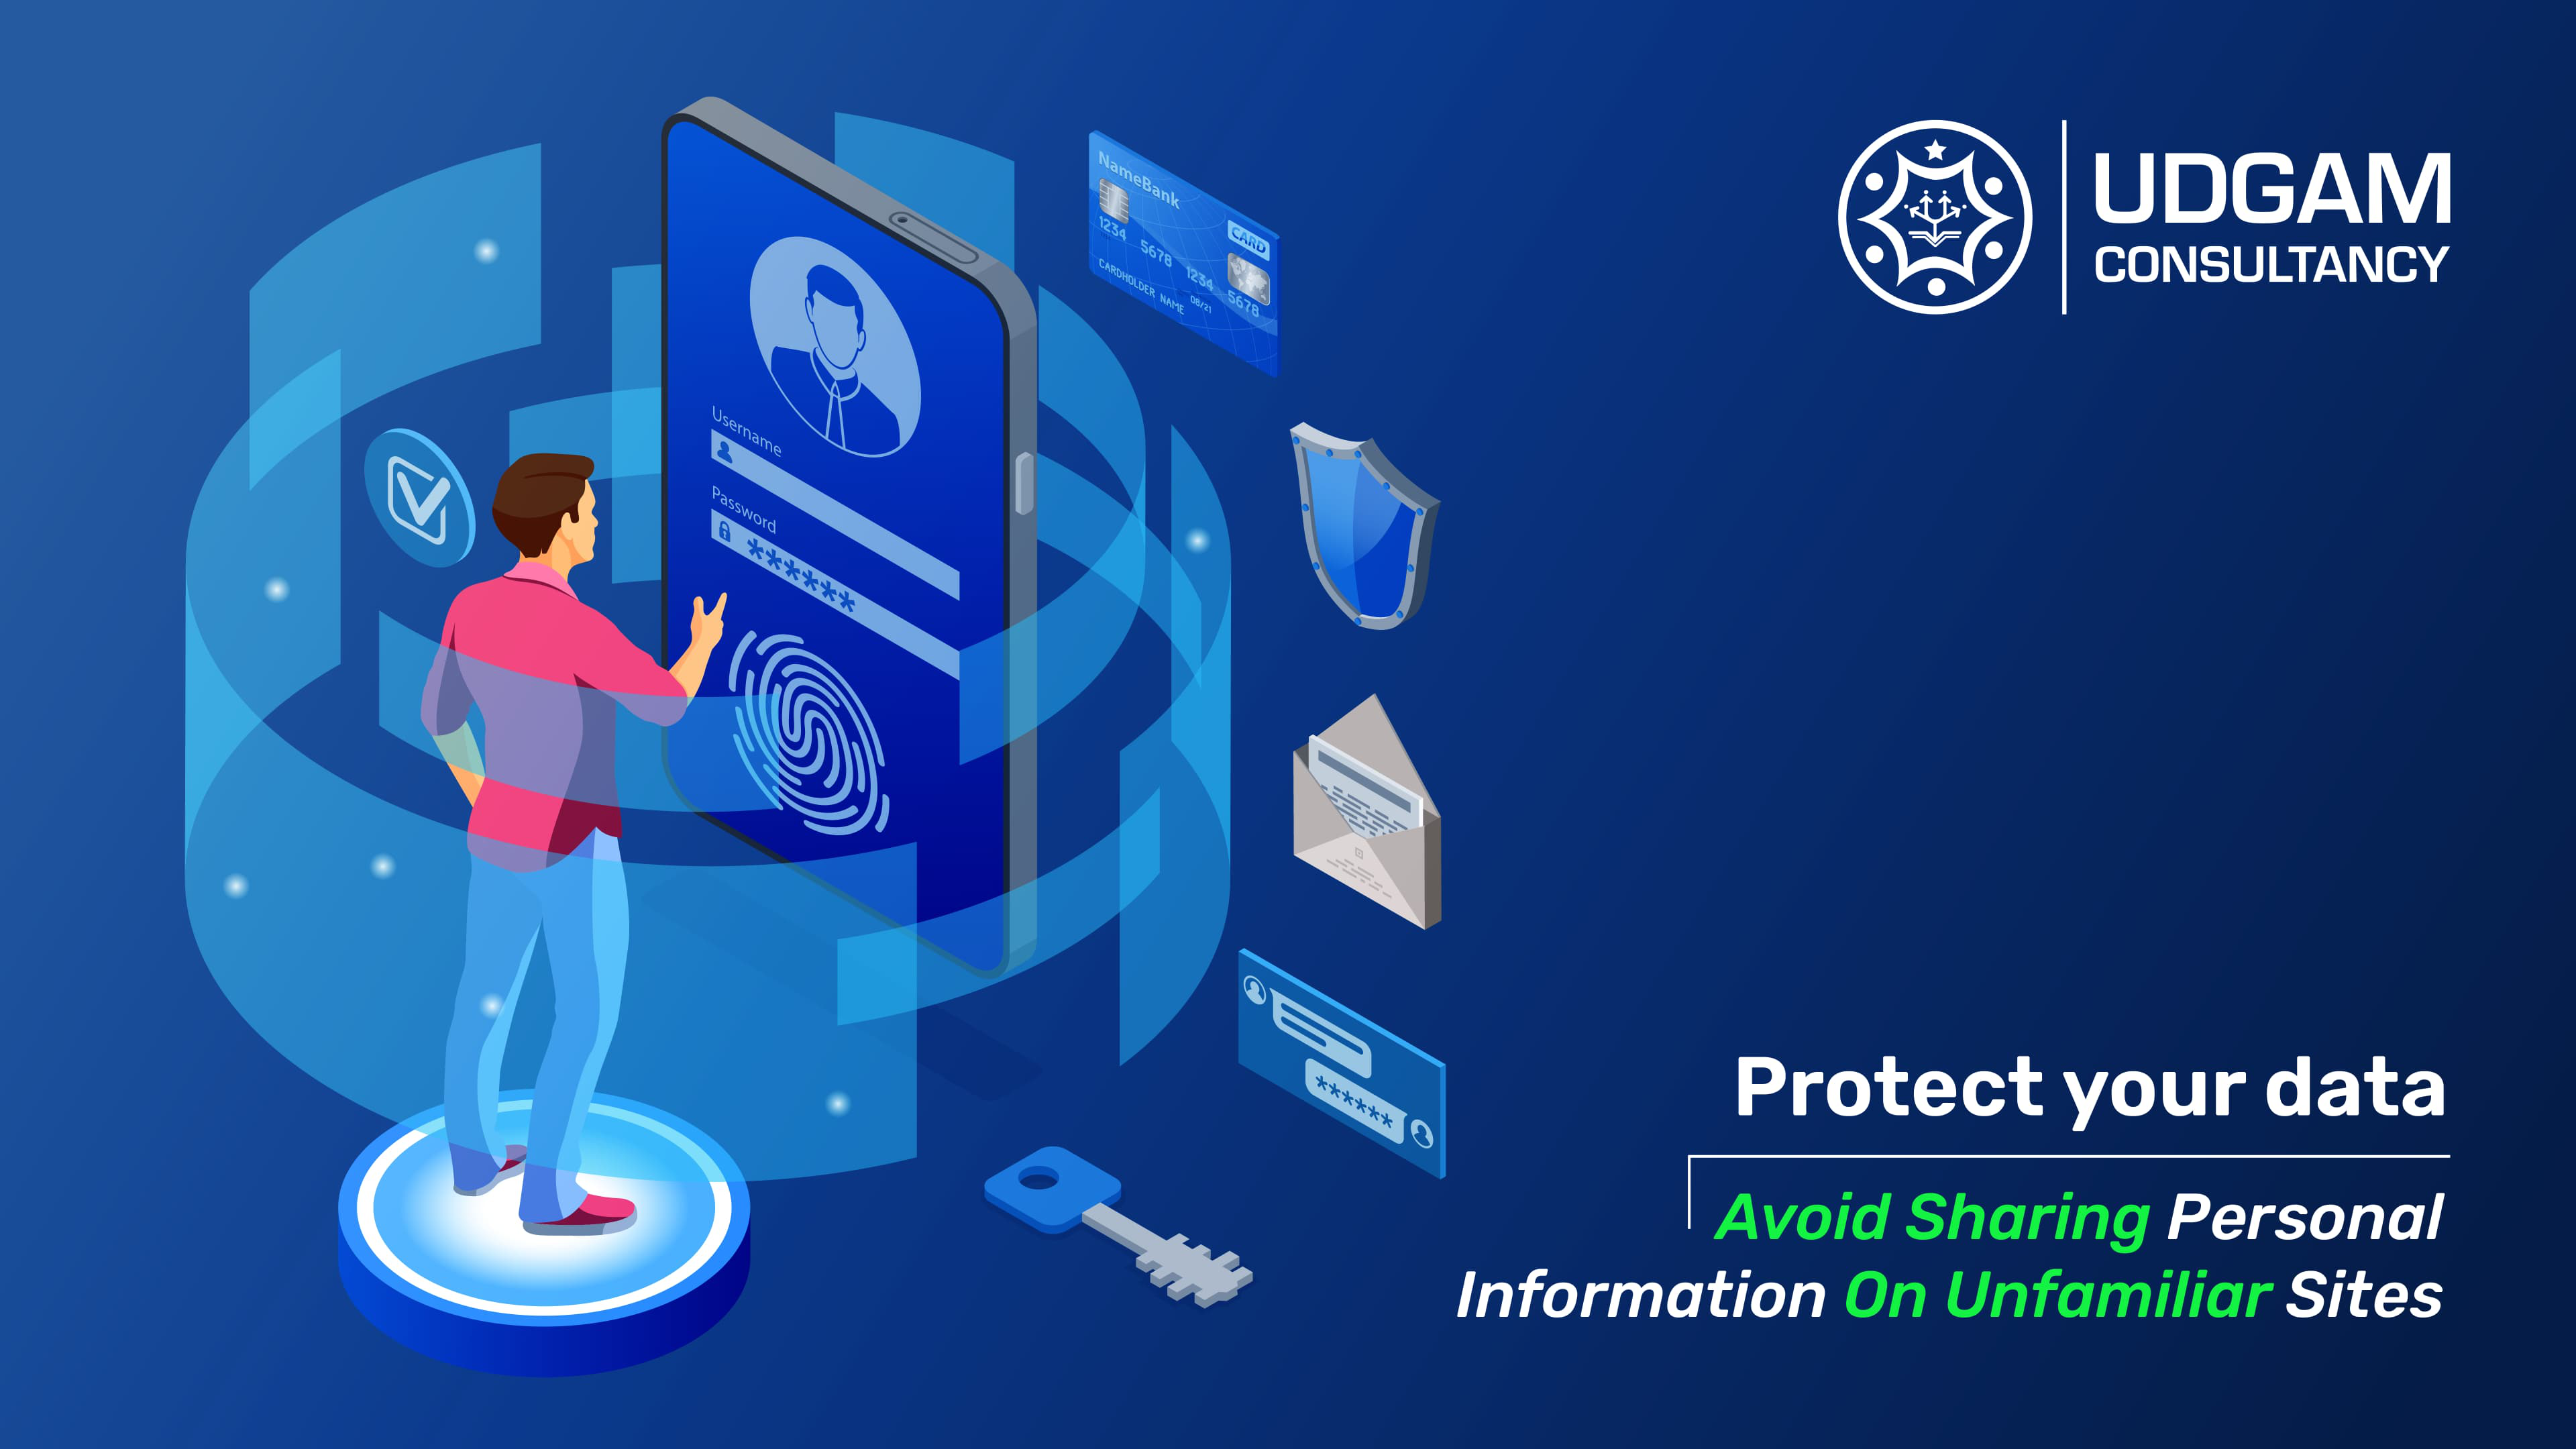 UDGAM
CONSULTANCY
NameBank
CARD
1234 5678 1234 5678
CARDHOLDER NAME 08/21
Username
Password
******
******
Protect your data
Avoid Sharing Personal
Information On Unfamiliar Sites